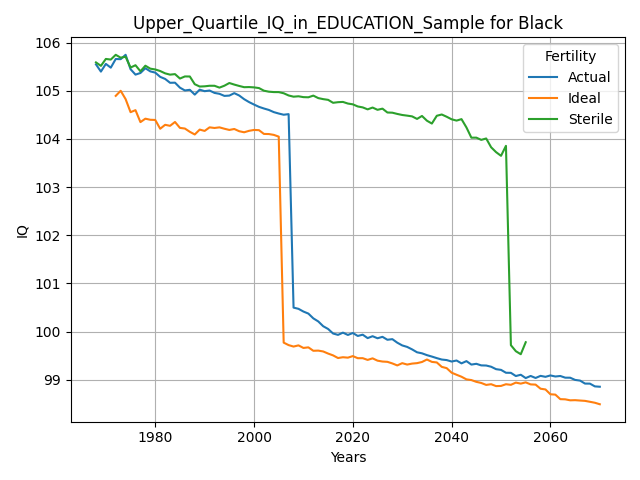 Upper_Quartile_IQ_in_EDUCATION_Sample for Black
106
105
104
103
102
101
100
99
IQ
1980
2000
2020
2040
2060
Years
Fertility
Actual
Ideal
Sterile